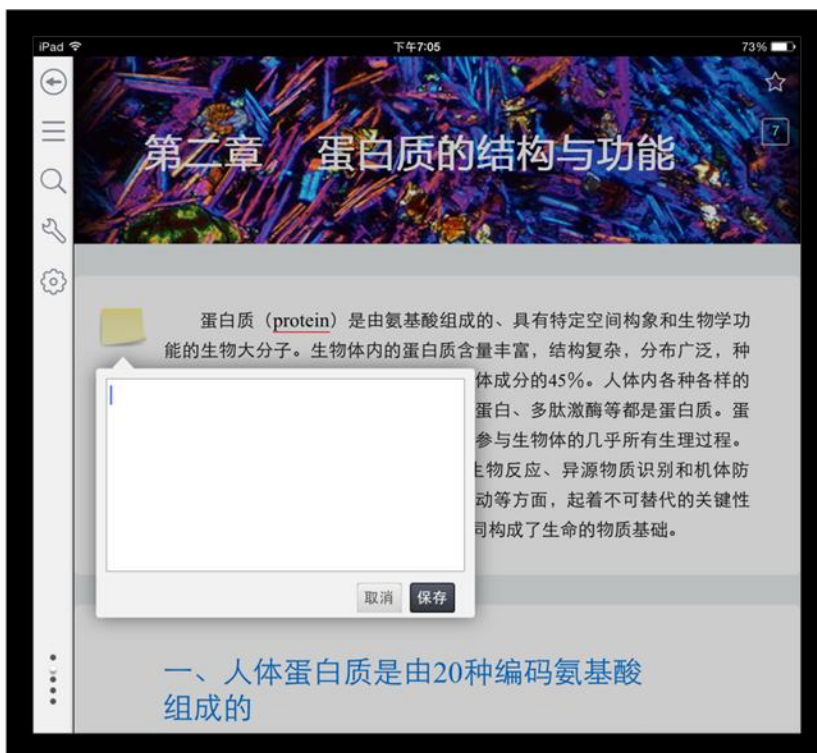 iPad
下午7:05
73%
第二章 蛋白质的结构与功能
7
蛋白质（protein）是由氨基酸组成的、具有特定空间构象和生物学功
能的生物大分子。生物体内的蛋白质含量丰富，结构复杂，分布广泛，种
体成分的45%。人体内各种各样的
蛋白、多肽激酶等都是蛋白质。蛋
参与生物体的几乎所有生理过程。
生物反应、异源物质识别和机体防
动等方面，起着不可替代的关键性
同构成了生命的物质基础。
取消
保存
一、人体蛋白质是由20种编码氨基酸
组成的